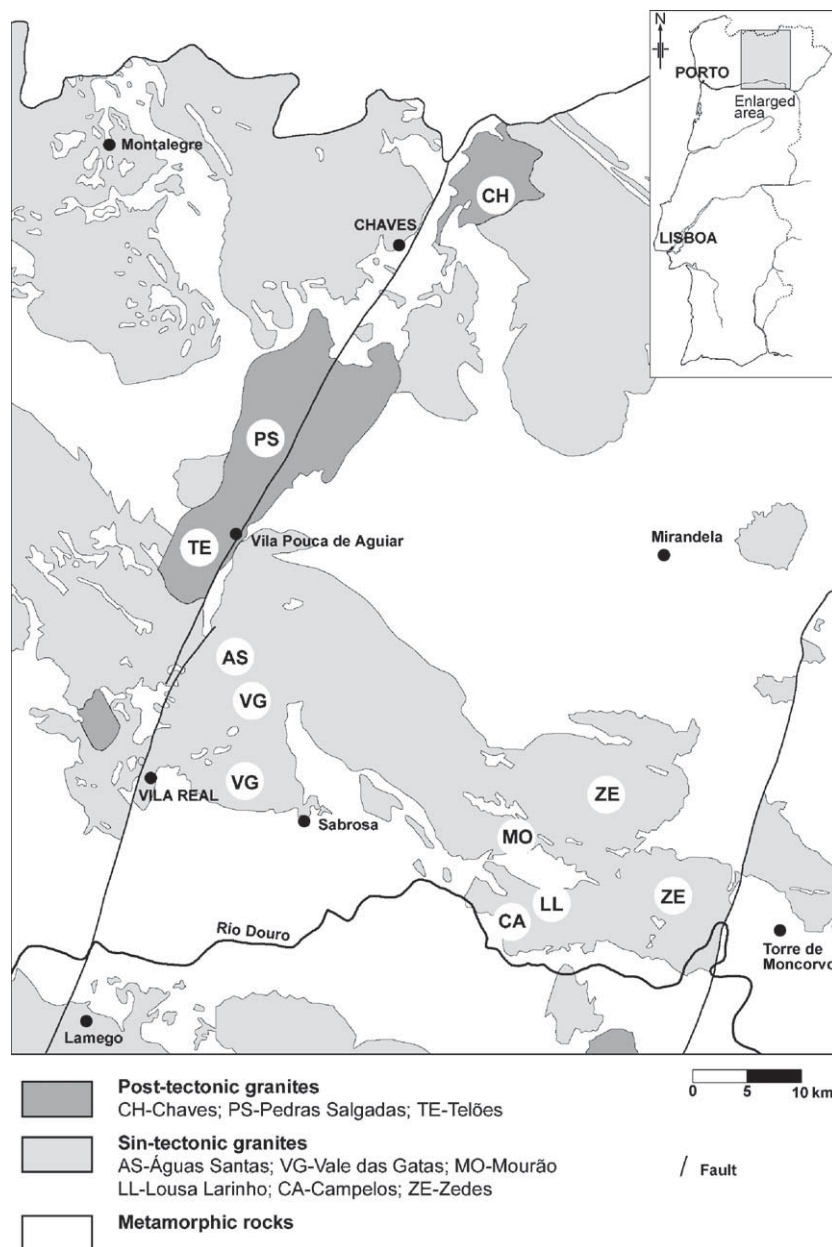 N
PORTO
Enlarged
area
LISBOA
Montalegre
CH
CHAVES
PS
TE
Vila Pouca de Aguiar
Mirandela
AS
VG
VG
VILA REAL
Sabrosa
ZE
MO
LL
ZE
CA
Rio Douro
Torre de
Moncorvo
Lamego
Post-tectonic granites
CH-Chaves; PS-Pedras Salgadas; TE-Telões
0 5 10 km
Sin-tectonic granites
AS-Águas Santas; VG-Vale das Gatas; MO-Mourão
LL-Lousa Larinho; CA-Campelos; ZE-Zedes
Fault
Metamorphic rocks